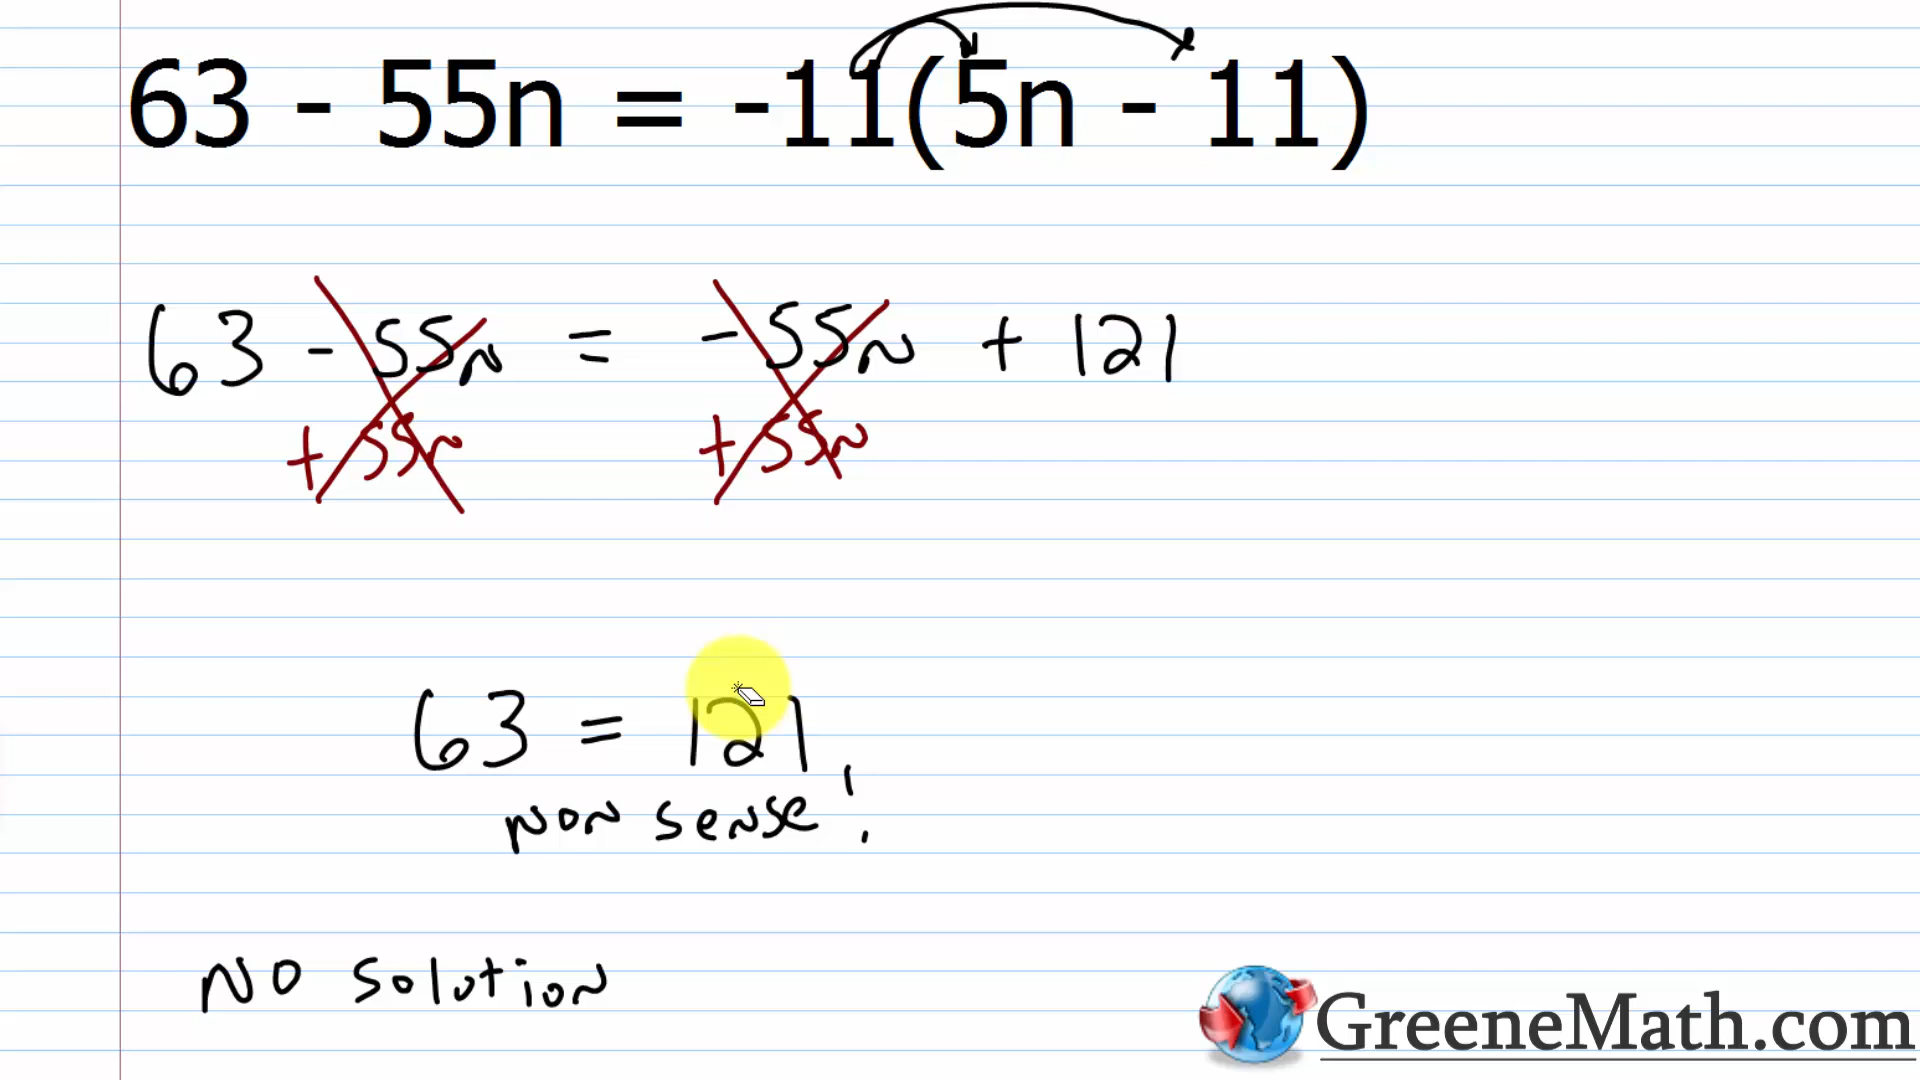 63 - 55n = -11(5n - 11)
63 - 55n = -55n + 121
+55n +55n
63 = 121
non sense!
NO solution
GreeneMath.com